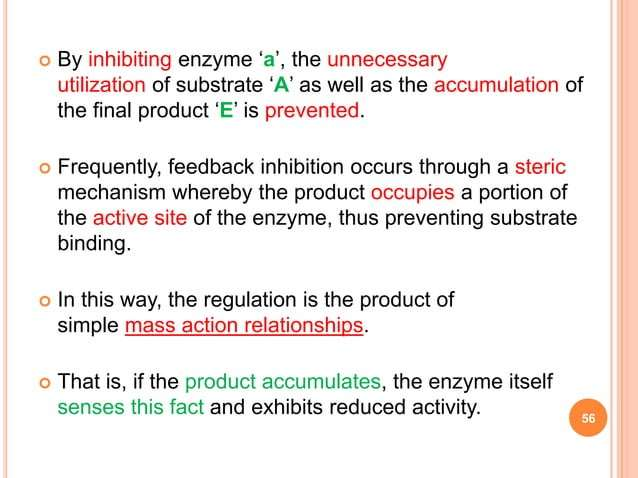 By inhibiting enzyme ‘a’, the unnecessary
utilization of substrate ‘A’ as well as the accumulation of
the final product ‘E’ is prevented.
Frequently, feedback inhibition occurs through a steric
mechanism whereby the product occupies a portion of
the active site of the enzyme, thus preventing substrate
binding.
In this way, the regulation is the product of
simple mass action relationships.
That is, if the product accumulates, the enzyme itself
senses this fact and exhibits reduced activity.
56